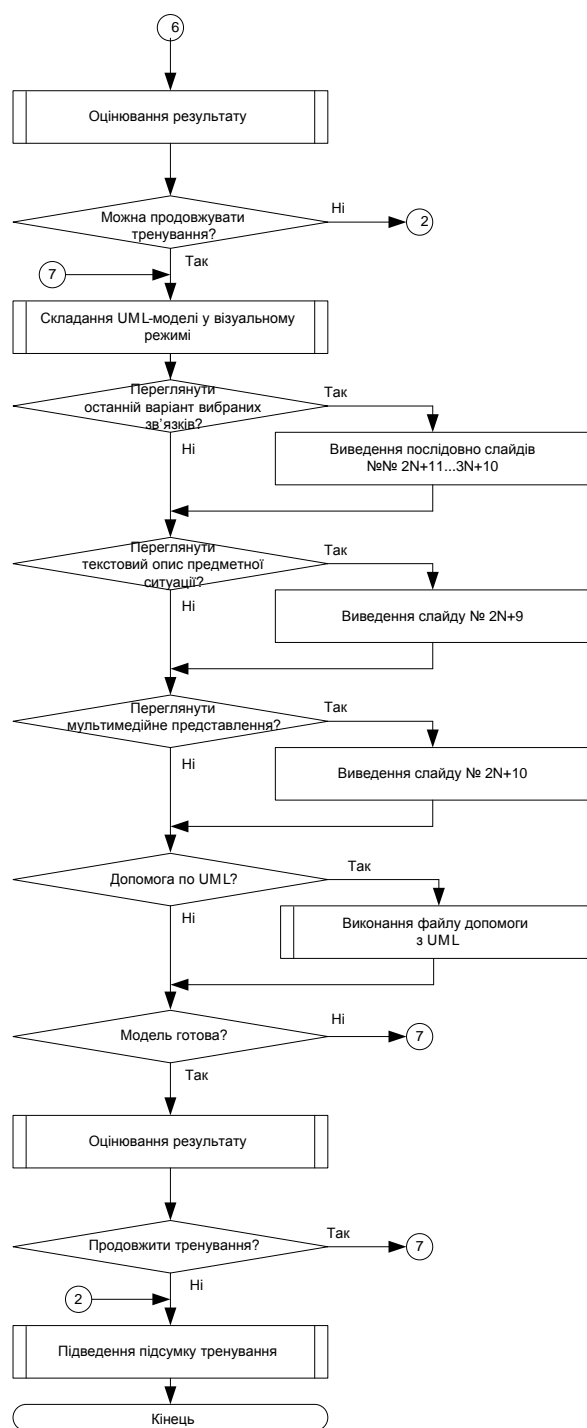 6
Оцінювання результату
Можна продовжувати
тренування?
Ні
2
Так
7
Складання UML-моделі у візуальному
режимі
Переглянути
останній варіант вибраних
зв’язків?
Так
Ні
Виведення послідовно слайдів
№№ 2N+11...3N+10
Переглянути
текстовий опис предметної
ситуації?
Так
Ні
Виведення слайду № 2N+9
Переглянути
мультимедійне представлення?
Так
Ні
Виведення слайду № 2N+10
Допомога по UML?
Так
Ні
Виконання файлу допомоги
з UML
Модель готова?
Ні
7
Так
Оцінювання результату
Продовжити тренування?
Так
7
Ні
2
Підведення підсумку тренування
Кінець